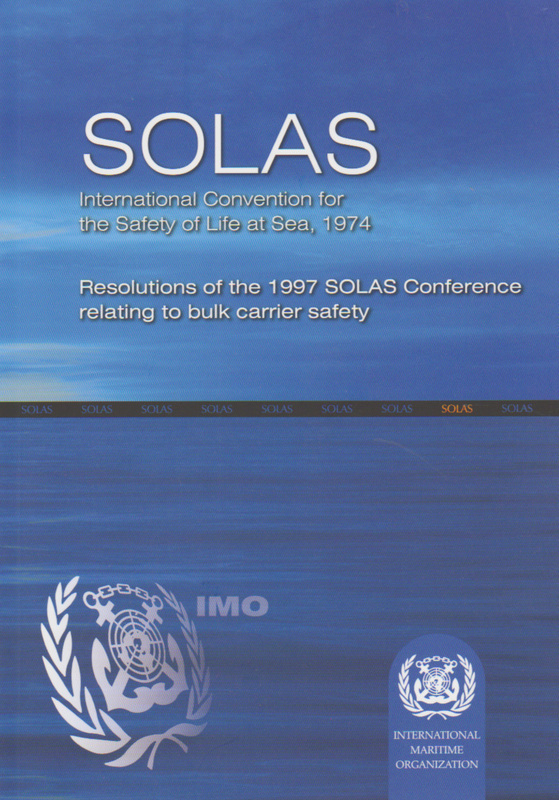 SOLAS
International Convention for
the Safety of Life at Sea, 1974
Resolutions of the 1997 SOLAS Conference
relating to bulk carrier safety
SOLAS SOLAS SOLAS SOLAS SOLAS SOLAS SOLAS SOLAS SOLAS
IMO
INTERNATIONAL
MARITIME
ORGANIZATION